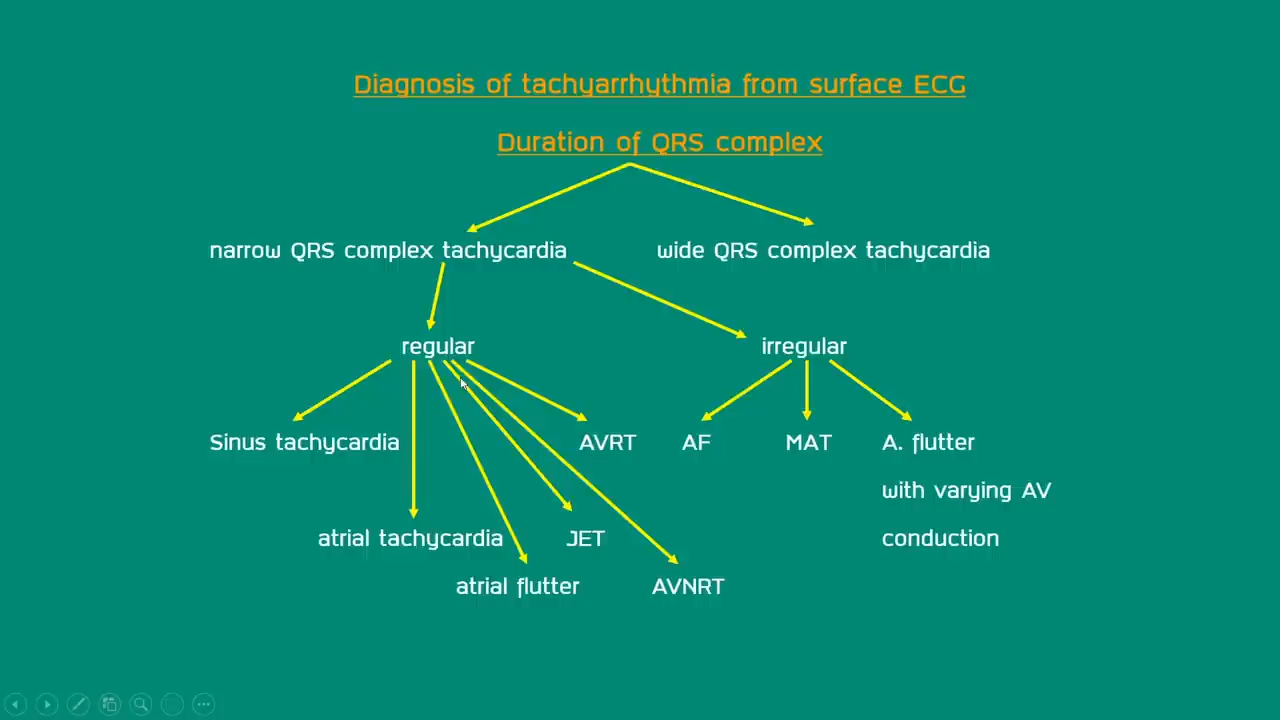 Diagnosis of tachyarrhythmia from surface ECG
Duration of QRS complex
narrow QRS complex tachycardia
wide QRS complex tachycardia
regular
irregular
Sinus tachycardia
AVRT
AF
MAT
A. flutter
with varying AV
conduction
atrial tachycardia
JET
atrial flutter
AVNRT